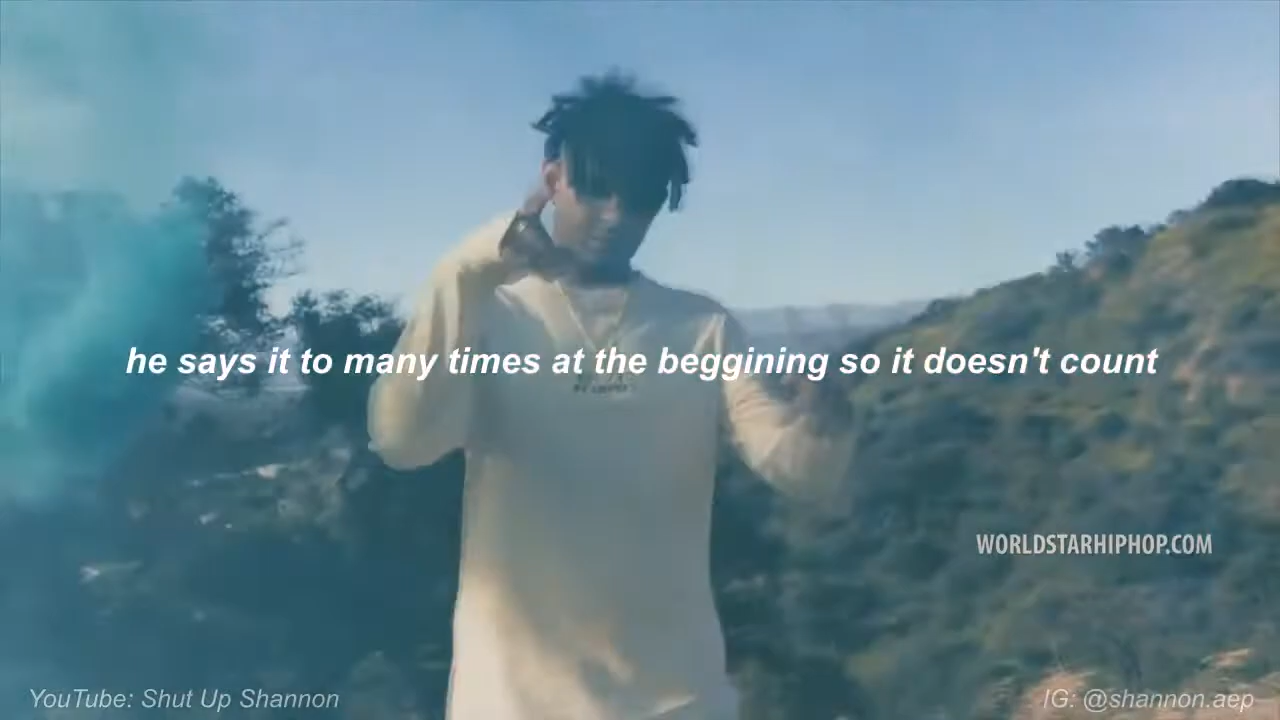 he says it to many times at the beggining so it doesn't count
WORLDSTARHIPHOP.COM
YouTube: Shut Up Shannon
IG: @shannon.aep